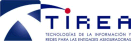 TIREA
TECNOLOGÍAS DE LA INFORMACIÓN Y
REDES PARA LAS ENTIDADES ASEGURADORAS